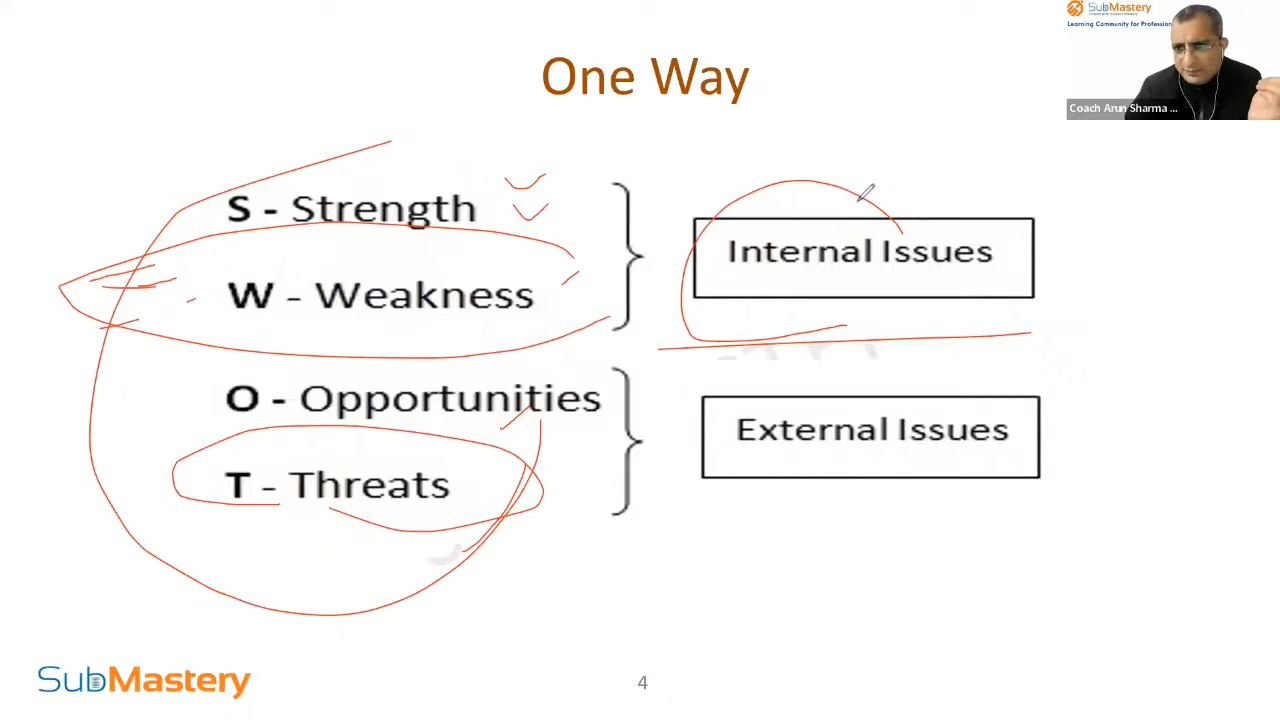 SubMastery
Learning Community for Profession
Coach Arun Sharma ...
One Way
S - Strength
W - Weakness
Internal Issues
O - Opportunities
T - Threats
External Issues
SubMastery
4